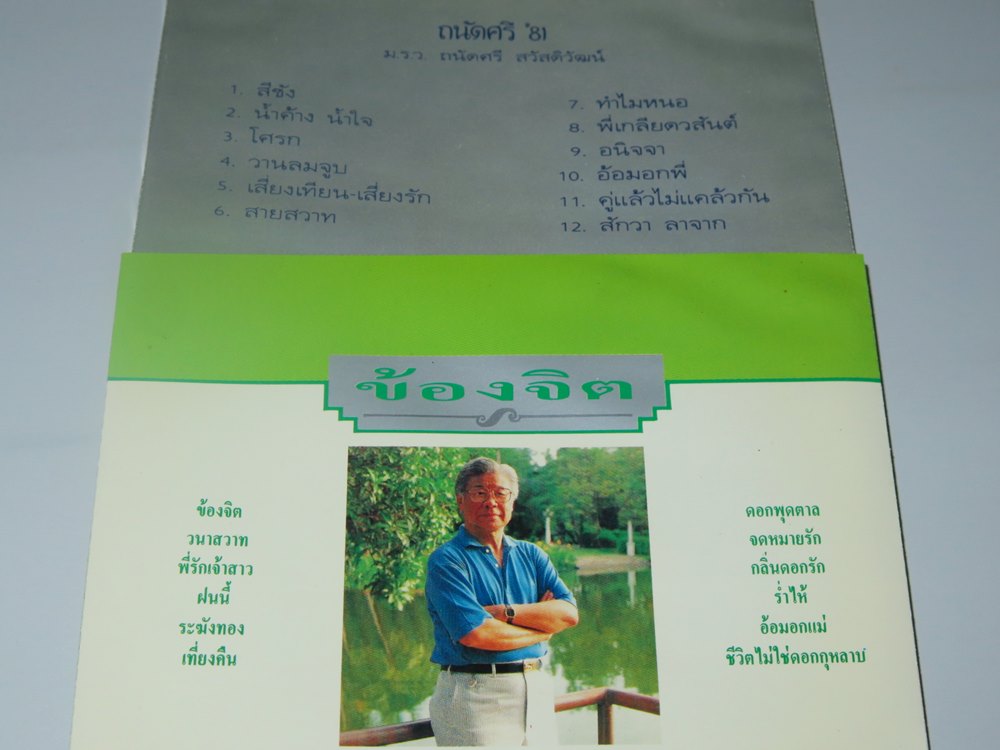 ถนัดศรี '81
ม.ร.ว. ถนัดศรี สวัสดิวัฒน์
1. สีชัง
2. น้ำค้าง น้ำใจ
3. โศรก
4. วานลมจูบ
5. เสี่ยงเทียน-เสี่ยงรัก
6. สายสวาท
7. ทำไมหนอ
8. พี่เกลียดวสันต์
9. อนิจจา
10. อ้อมอกพี่
11. คู่แล้วไม่แคล้วกัน
12. สักวา ลาจาก
ข้องจิต
ข้องจิต
วนาสวาท
พี่รักเจ้าสาว
ฝนนี้
ระฆังทอง
เที่ยงคืน
ดอกพุดตาล
จดหมายรัก
กลิ่นดอกรัก
ร่ำไห้
อ้อมอกแม่
ชีวิตไม่ใช่ดอกกุหลาบ